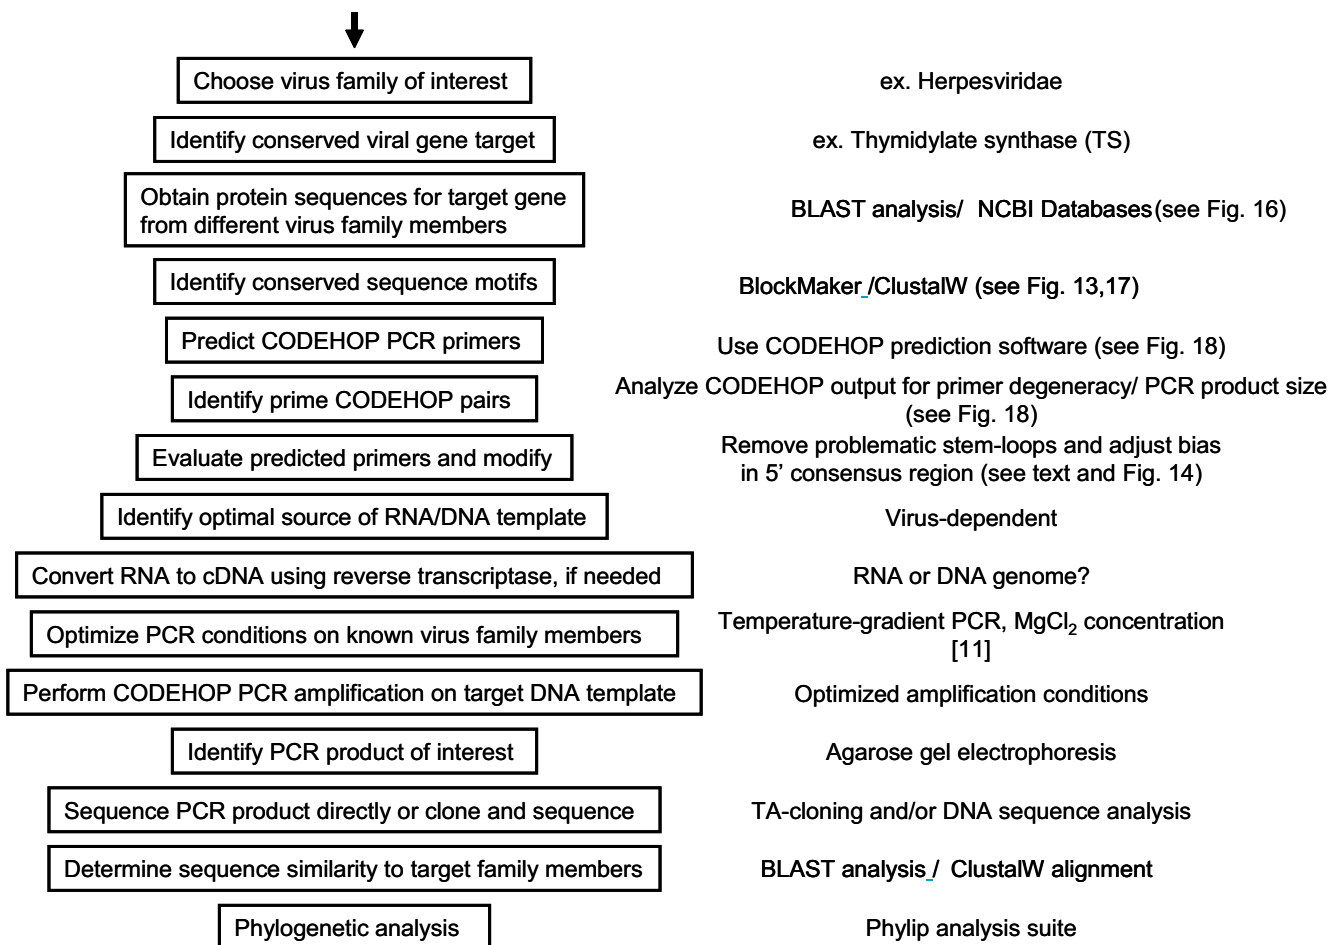 Choose virus family of interest
ex. Herpesviridae
Identify conserved viral gene target
ex. Thymidylate synthase (TS)
Obtain protein sequences for target gene
from different virus family members
BLAST analysis/ NCBI Databases(see Fig. 16)
Identify conserved sequence motifs
BlockMaker /ClustalW (see Fig. 13,17)
Predict CODEHOP PCR primers
Use CODEHOP prediction software (see Fig. 18)
Identify prime CODEHOP pairs
Analyze CODEHOP output for primer degeneracy/ PCR product size
(see Fig. 18)
Evaluate predicted primers and modify
Remove problematic stem-loops and adjust bias
in 5’ consensus region (see text and Fig. 14)
Identify optimal source of RNA/DNA template
Virus-dependent
Convert RNA to cDNA using reverse transcriptase, if needed
RNA or DNA genome?
Optimize PCR conditions on known virus family members
Temperature-gradient PCR, MgCl₂ concentration
[11]
Perform CODEHOP PCR amplification on target DNA template
Optimized amplification conditions
Identify PCR product of interest
Agarose gel electrophoresis
Sequence PCR product directly or clone and sequence
TA-cloning and/or DNA sequence analysis
Determine sequence similarity to target family members
BLAST analysis / ClustalW alignment
Phylogenetic analysis
Phylip analysis suite